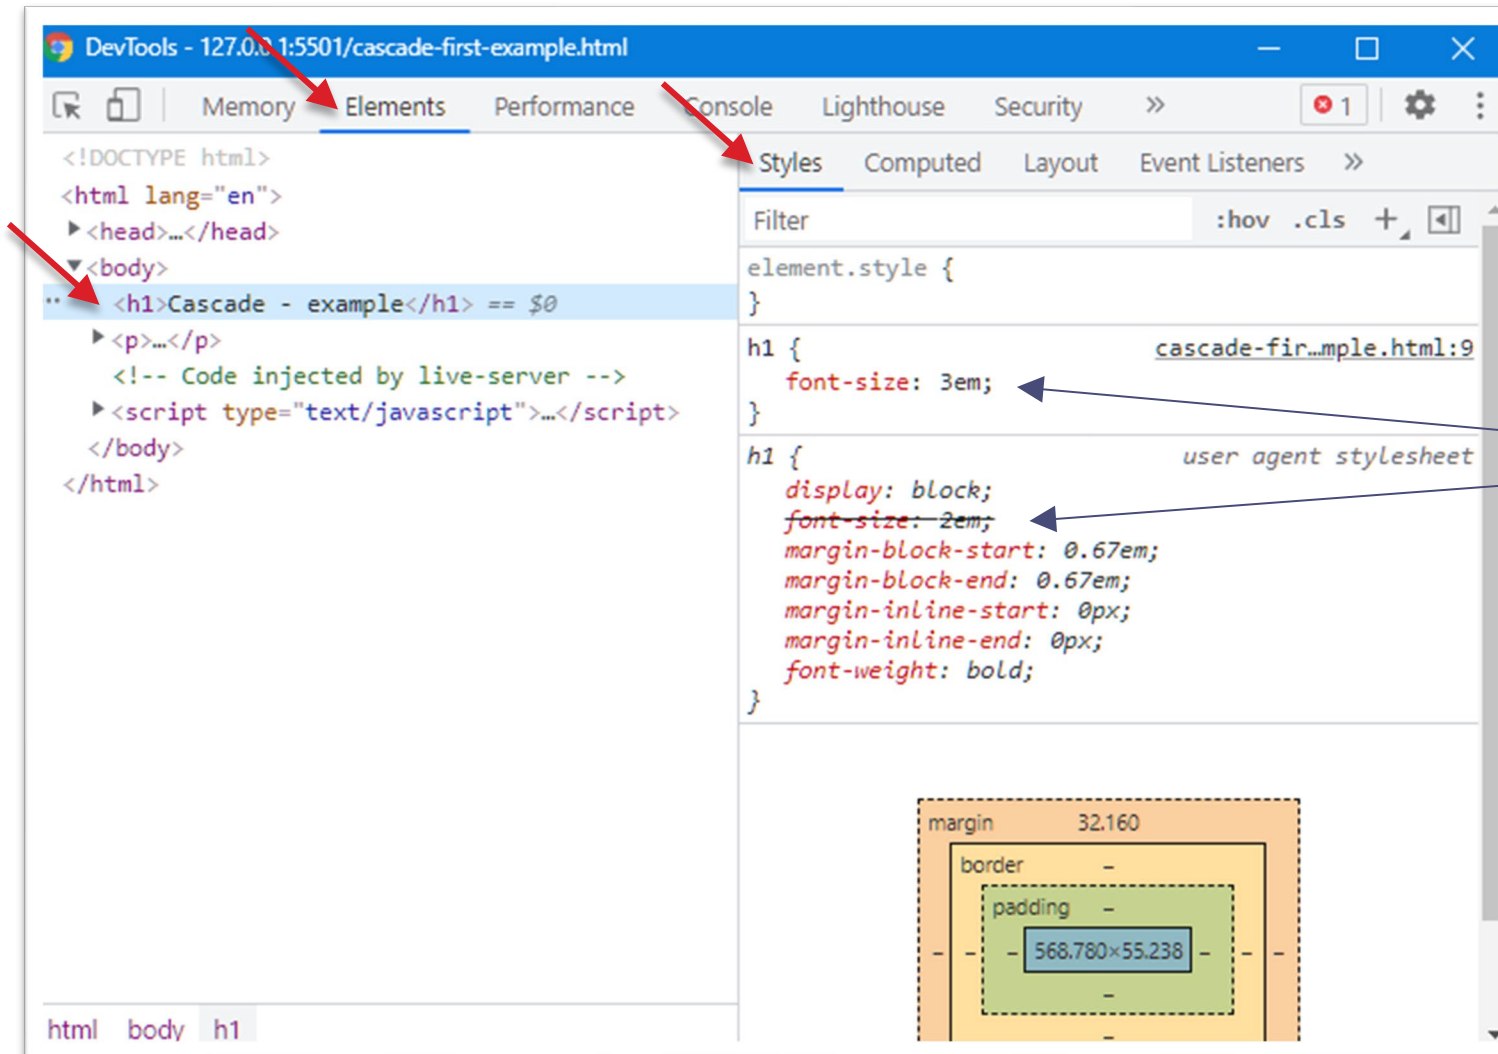 DevTools - 127.0.0.1:5501/cascade-first-example.html
Memory Elements Performance Console Lighthouse Security » 1
<!DOCTYPE html>
<html lang="en">
<head>…</head>
<body>
<h1>Cascade - example</h1> == $0
<p>…</p>
<!-- Code injected by live-server -->
<script type="text/javascript">…</script>
</body>
</html>
html body h1
Styles Computed Layout Event Listeners »
Filter :hov .cls +
element.style {
}
h1 { cascade-fir…mple.html:9
font-size: 3em;
}
h1 { user agent stylesheet
display: block;
font-size: 2em;
margin-block-start: 0.67em;
margin-block-end: 0.67em;
margin-inline-start: 0px;
margin-inline-end: 0px;
font-weight: bold;
}
margin 32.160
border –
padding –
– – – 568.780×55.238 – – –
–
–